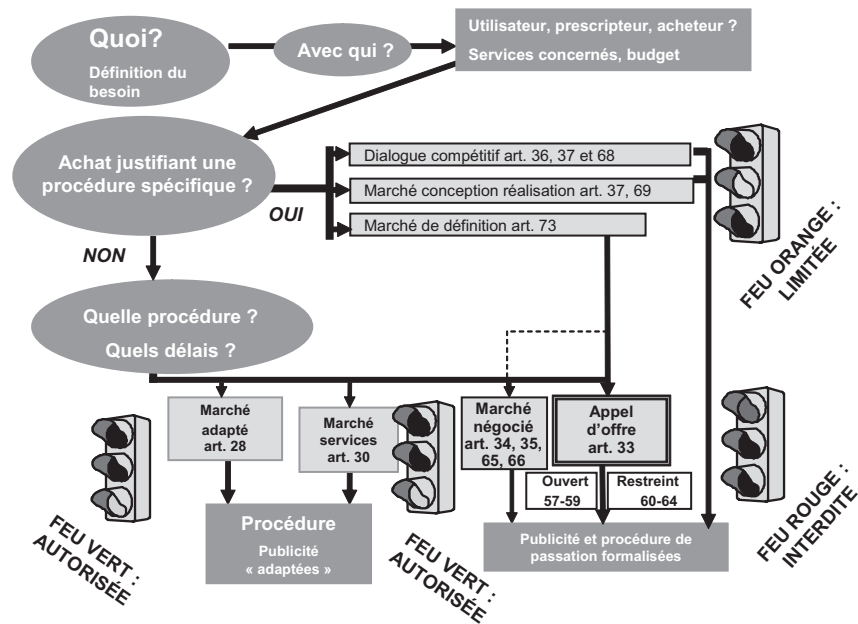 Quoi?
Définition du
besoin
Avec qui ?
Utilisateur, prescripteur, acheteur ?
Services concernés, budget
Achat justifiant une
procédure spécifique ?
OUI
NON
Dialogue compétitif art. 36, 37 et 68
Marché conception réalisation art. 37, 69
Marché de définition art. 73
FEU ORANGE :
LIMITÉE
Quelle procédure ?
Quels délais ?
Marché
adapté
art. 28
Marché
services
art. 30
Marché
négocié
art. 34, 35,
65, 66
Appel
d'offre
art. 33
Ouvert
57-59
Restreint
60-64
FEU VERT :
AUTORISÉE
Procédure
Publicité
« adaptées »
FEU VERT :
AUTORISÉE
Publicité et procédure de
passation formalisées
FEU ROUGE :
INTERDITE